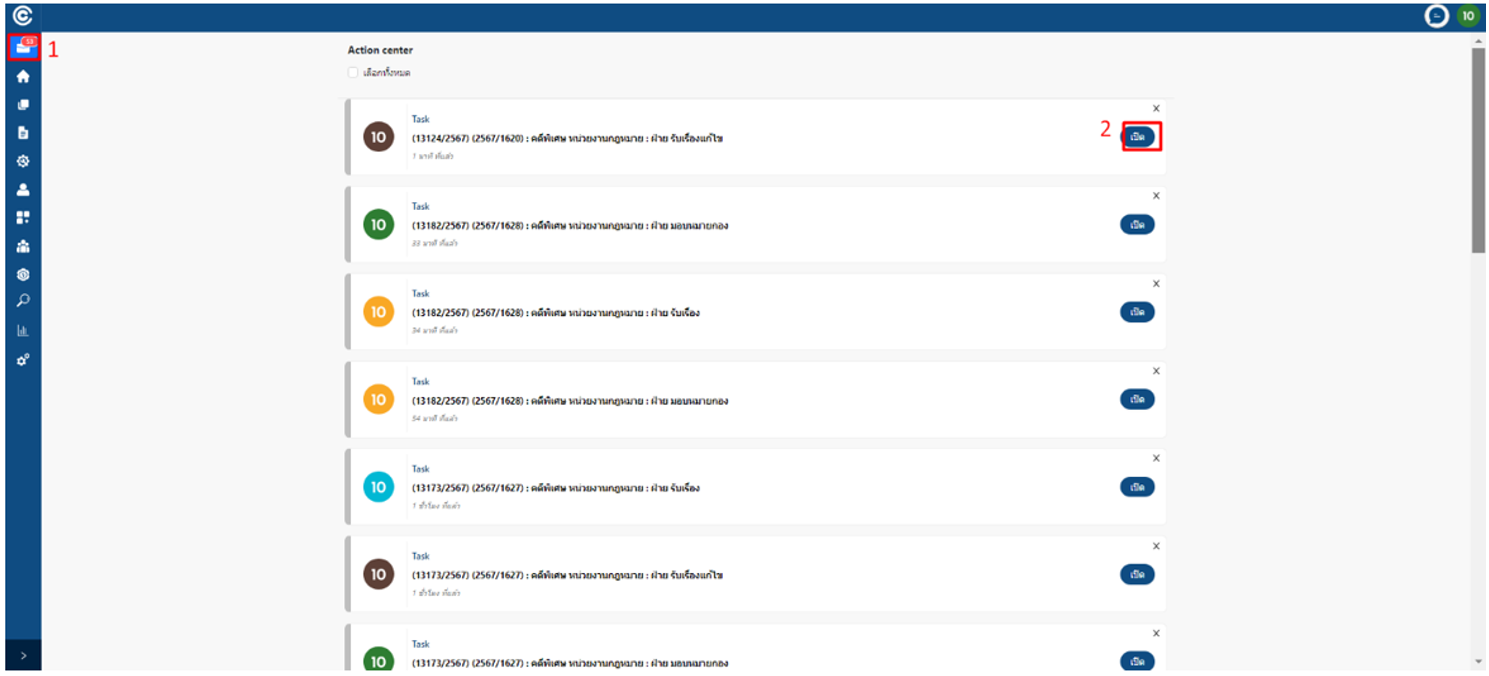 10
1
Action center
เลือกทั้งหมด
Task
10
(13124/2567) (2567/1620) : คดีพิเศษ หน่วยงานกฎหมาย : ฝ่าย รับเรื่องแก้ไข
1 นาที ที่แล้ว
X
2
เปิด
Task
10
(13182/2567) (2567/1628) : คดีพิเศษ หน่วยงานกฎหมาย : ฝ่าย มอบหมายกอง
33 นาที ที่แล้ว
X
เปิด
Task
10
(13182/2567) (2567/1628) : คดีพิเศษ หน่วยงานกฎหมาย : ฝ่าย รับเรื่อง
34 นาที ที่แล้ว
X
เปิด
Task
10
(13182/2567) (2567/1628) : คดีพิเศษ หน่วยงานกฎหมาย : ฝ่าย มอบหมายกอง
54 นาที ที่แล้ว
X
เปิด
Task
10
(13173/2567) (2567/1627) : คดีพิเศษ หน่วยงานกฎหมาย : ฝ่าย รับเรื่อง
1 ชั่วโมง ที่แล้ว
X
เปิด
Task
10
(13173/2567) (2567/1627) : คดีพิเศษ หน่วยงานกฎหมาย : ฝ่าย รับเรื่องแก้ไข
1 ชั่วโมง ที่แล้ว
X
เปิด
Task
10
(13173/2567) (2567/1627) : คดีพิเศษ หน่วยงานกฎหมาย : ฝ่าย มอบหมายกอง
X
เปิด